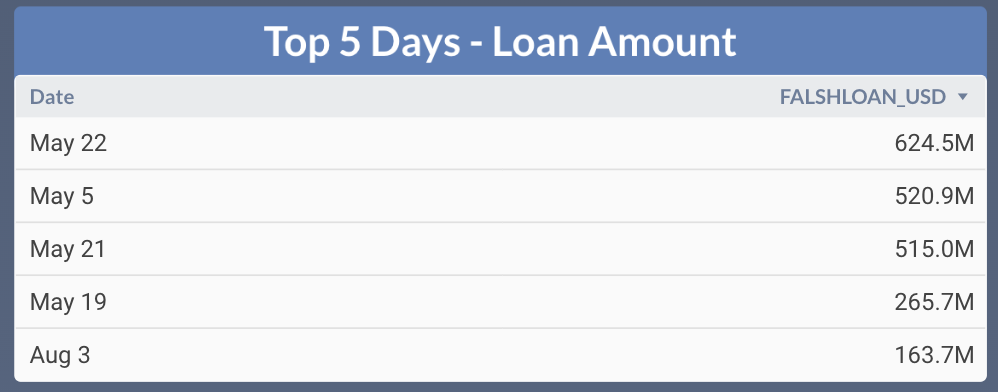 Top 5 Days - Loan Amount
Date FALSHLOAN_USD
May 22 624.5M
May 5 520.9M
May 21 515.0M
May 19 265.7M
Aug 3 163.7M